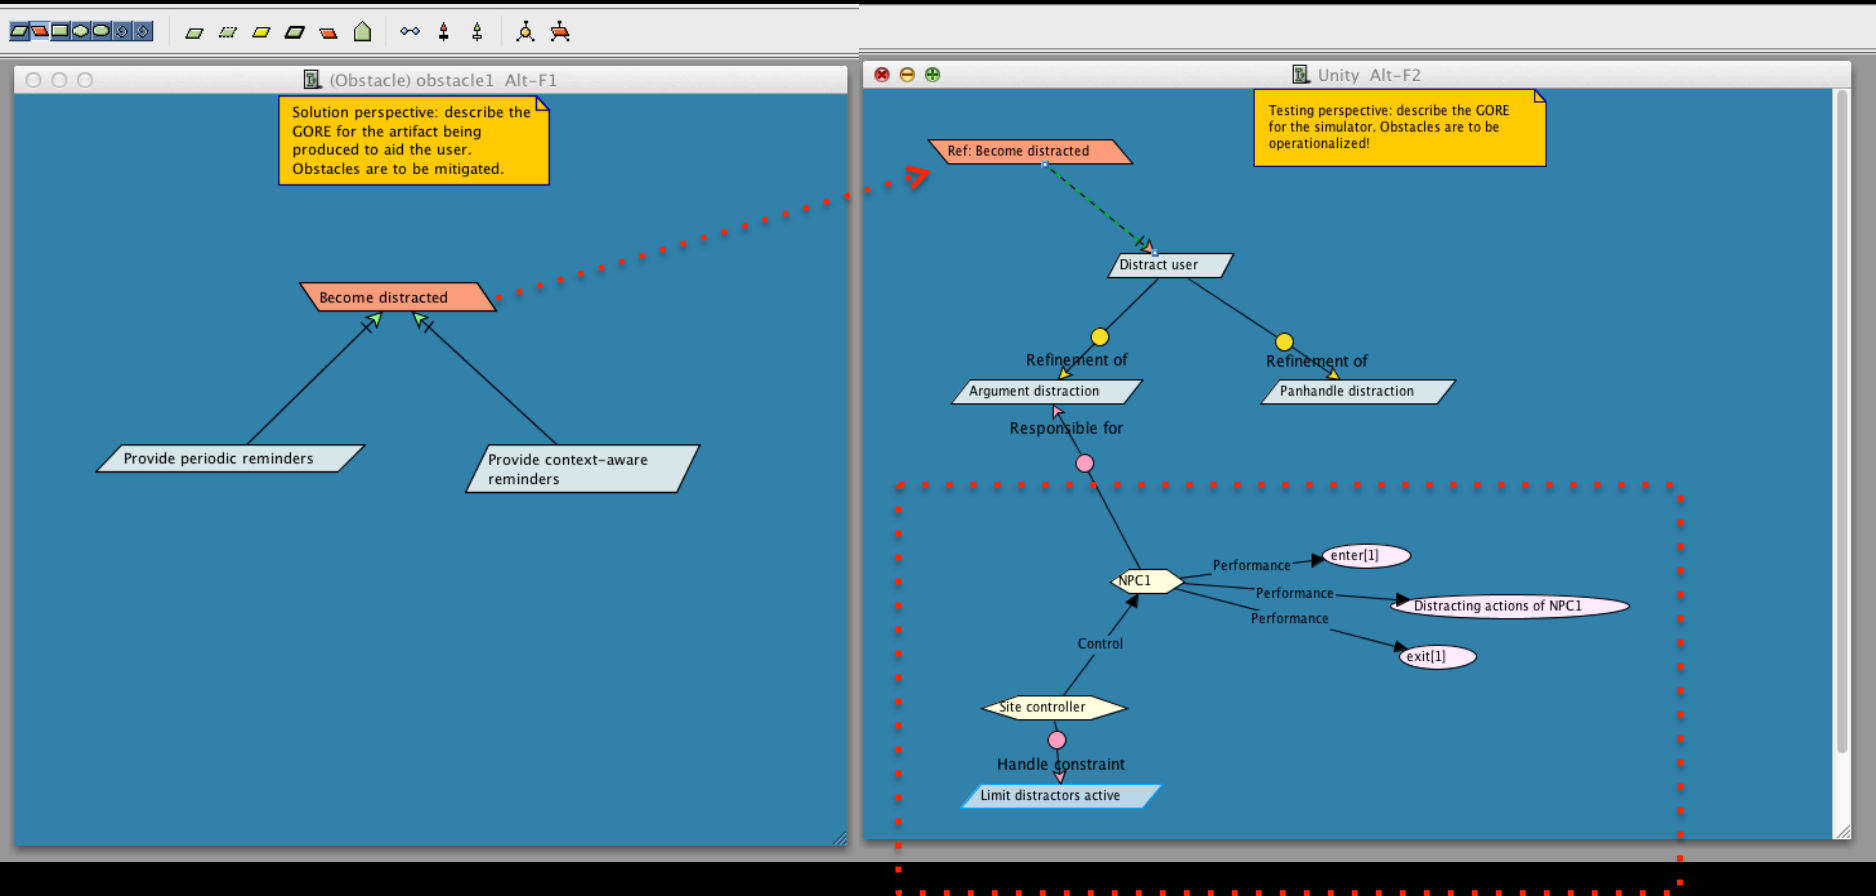 (Obstacle) obstacle1 Alt-F1
Solution perspective: describe the
GORE for the artifact being
produced to aid the user.
Obstacles are to be mitigated.
Become distracted
Provide periodic reminders
Provide context-aware
reminders
Unity Alt-F2
Testing perspective: describe the GORE
for the simulator. Obstacles are to be
operationalized!
Ref: Become distracted
Distract user
Refinement of
Refinement of
Argument distraction
Panhandle distraction
Responsible for
NPC1
Performance
enter[1]
Performance
Distracting actions of NPC1
Performance
exit[1]
Control
Site controller
Handle constraint
Limit distractors active